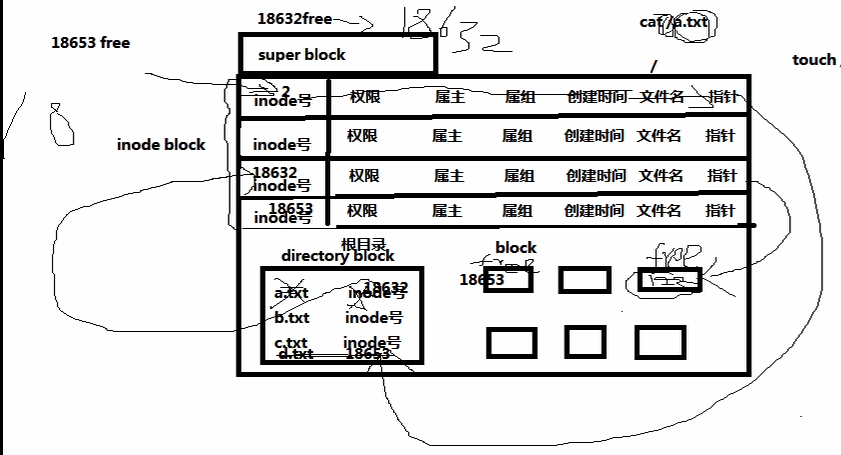 18632free
18632
cat /a.txt
18653 free
super block
/
touch /
2
inode号 权限 属主 属组 创建时间 文件名 指针
inode block
inode号 权限 属主 属组 创建时间 文件名 指针
18632
inode号 权限 属主 属组 创建时间 文件名 指针
18653
inode号 权限 属主 属组 创建时间 文件名 指针
根目录
directory block
block
free
free
18653
18632
a.txt inode号
b.txt inode号
c.txt inode号
d.txt 18653